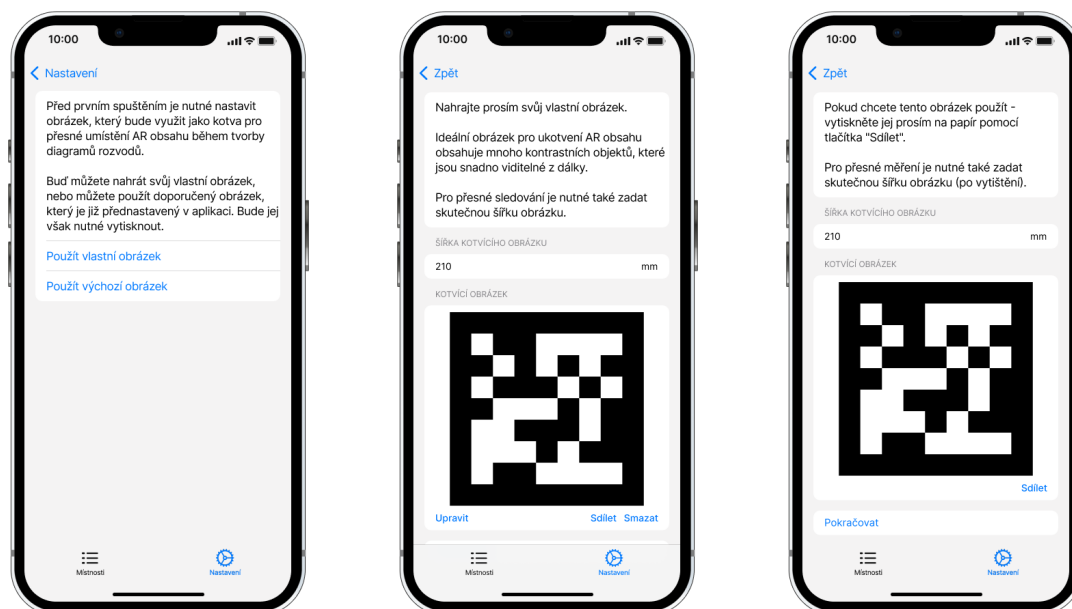 10:00
Nastavení
Před prvním spuštěním je nutné nastavit
obrázek, který bude využit jako kotva pro
přesné umístění AR obsahu během tvorby
diagramů rozvodů.
Buď můžete nahrát svůj vlastní obrázek,
nebo můžete použít doporučený obrázek,
který je již přednastavený v aplikaci. Bude jej
však nutné vytisknout.
Použít vlastní obrázek
Použít výchozí obrázek
Místnosti
Nastavení
10:00
Zpět
Nahrajte prosím svůj vlastní obrázek.
Ideální obrázek pro ukotvení AR obsahu
obsahuje mnoho kontrastních objektů, které
jsou snadno viditelné z dálky.
Pro přesné sledování je nutné také zadat
skutečnou šířku obrázku.
ŠÍŘKA KOTVÍCÍHO OBRÁZKU
210 mm
KOTVÍCÍ OBRÁZEK
Upravit Sdílet Smazat
Místnosti
Nastavení
10:00
Zpět
Pokud chcete tento obrázek použít -
vytiskněte jej prosím na papír pomocí
tlačítka "Sdílet".
Pro přesné měření je nutné také zadat
skutečnou šířku obrázku (po vytištění).
ŠÍŘKA KOTVÍCÍHO OBRÁZKU
210 mm
KOTVÍCÍ OBRÁZEK
Sdílet
Pokračovat
Místnosti
Nastavení